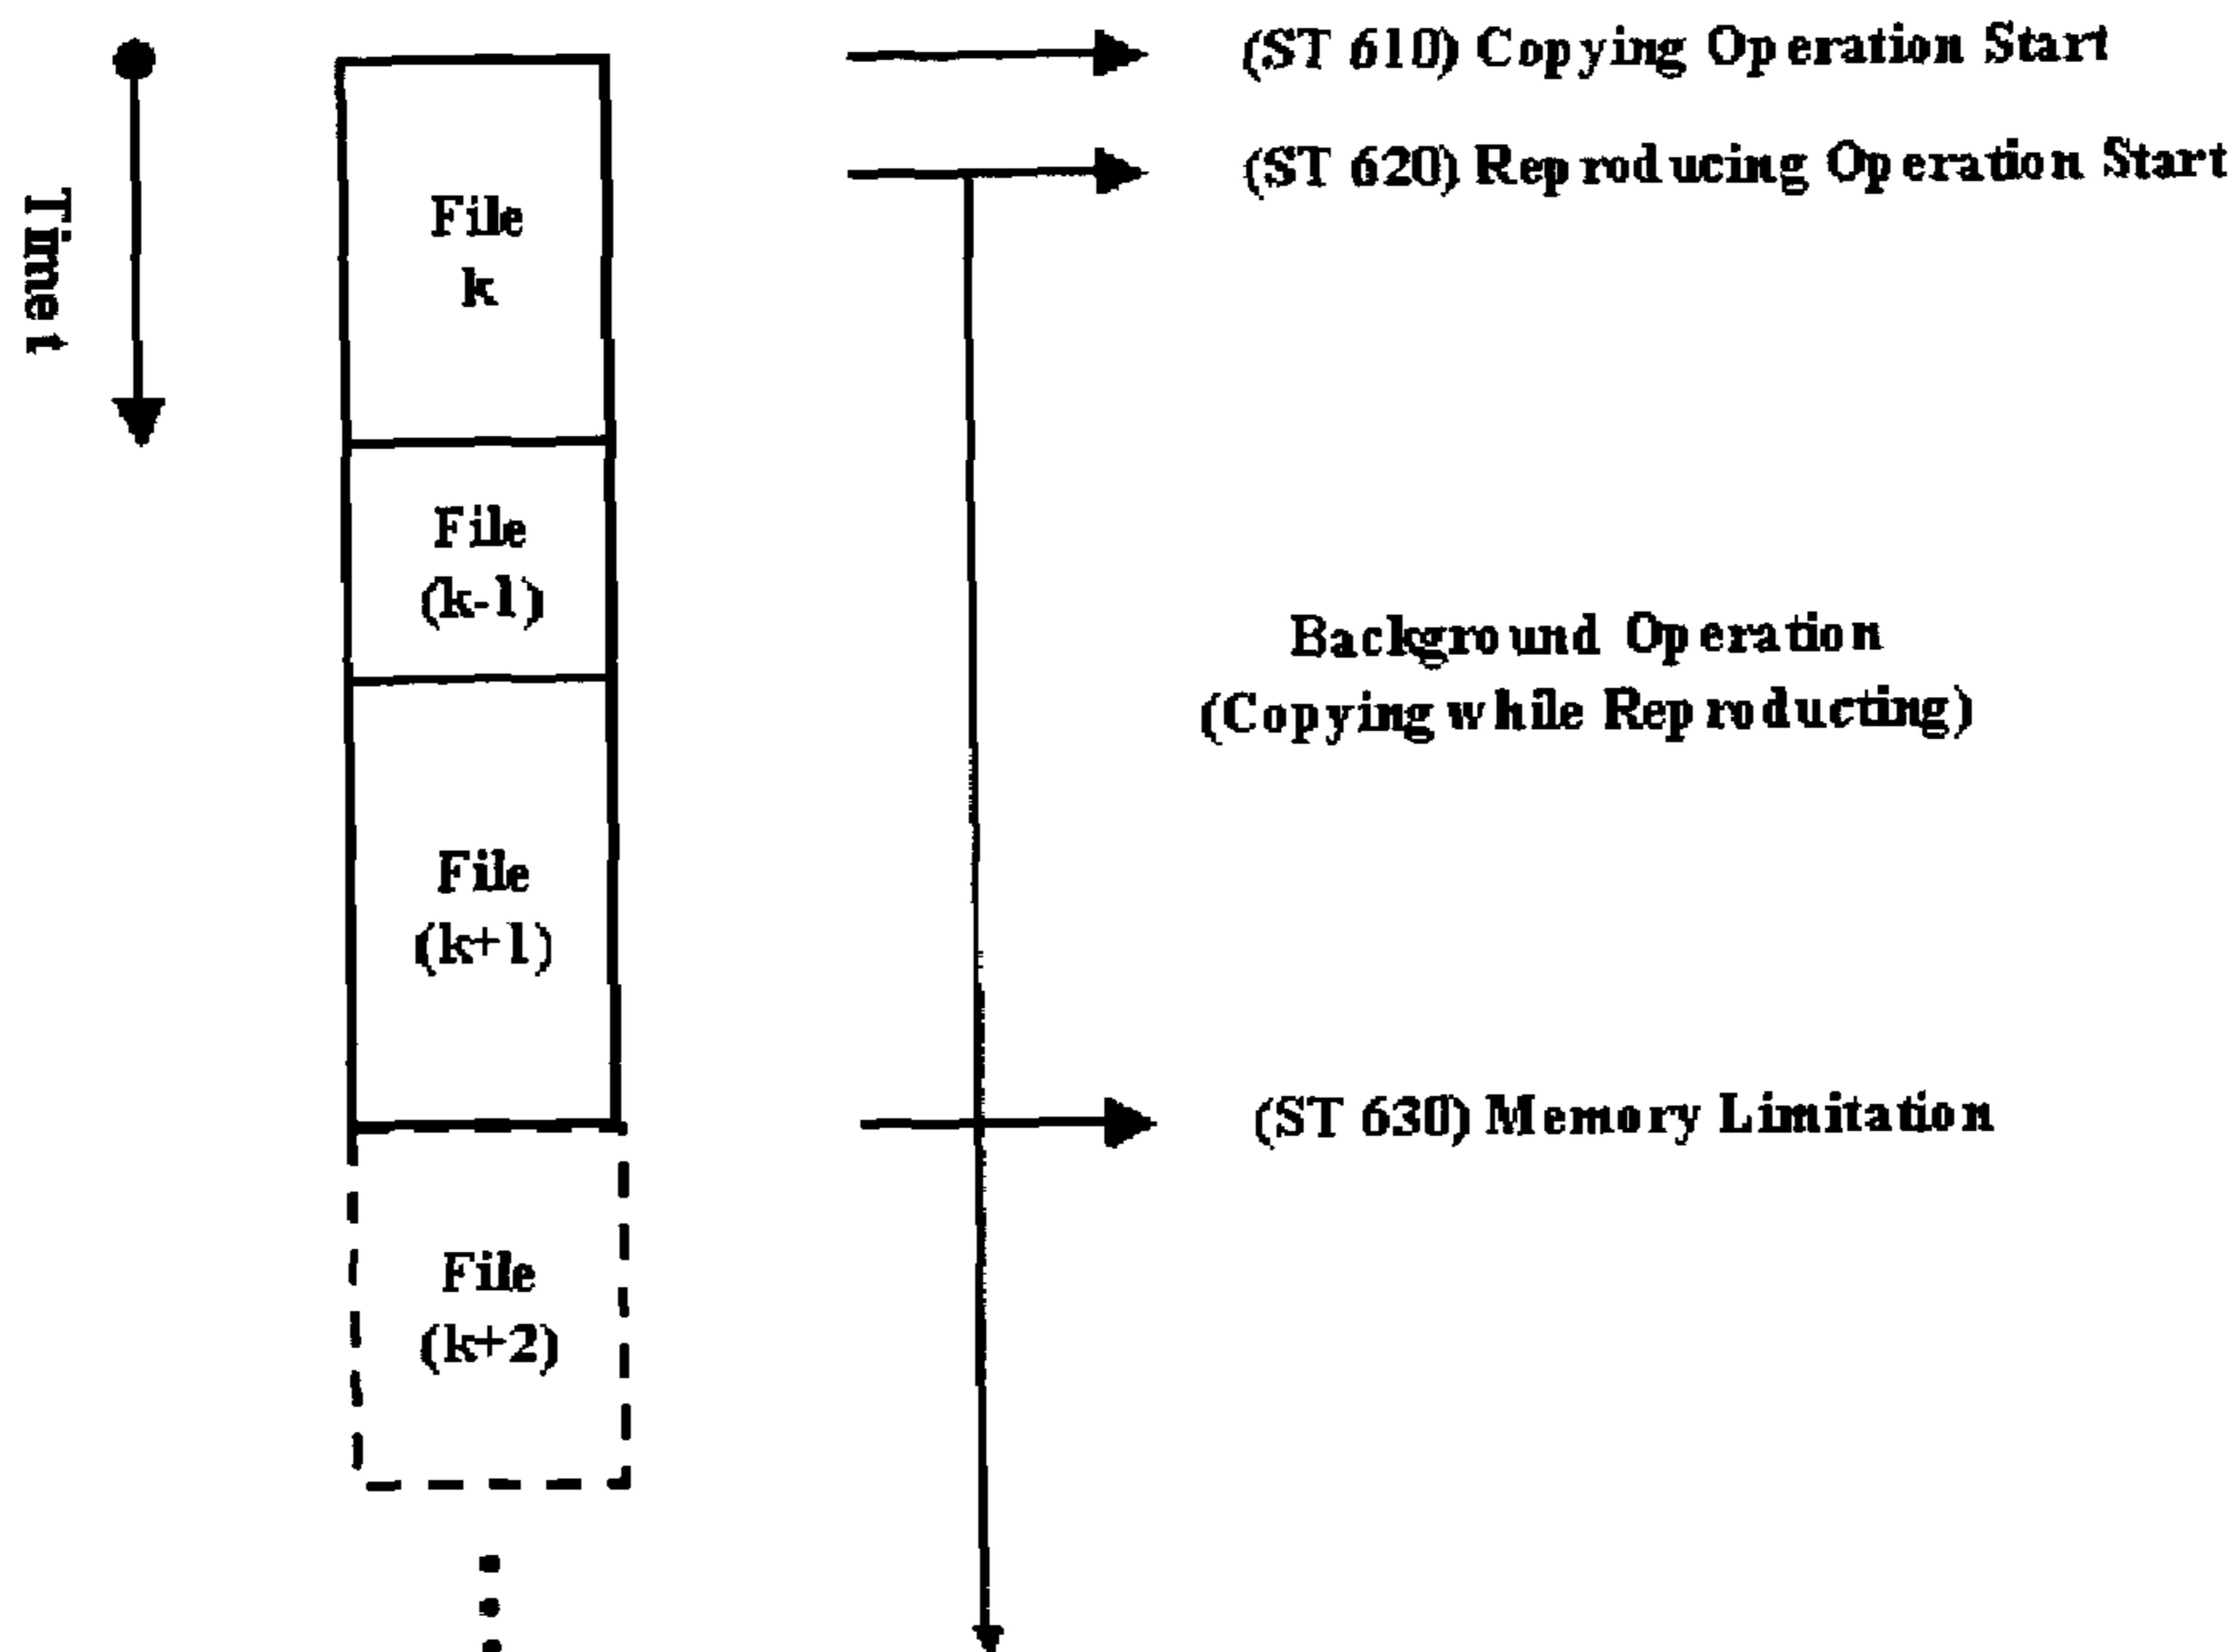 (ST 610) Copying Operation Start
(ST 620) Reproducing Operation Start
Time t
File
k
File
(k-1)
Background Operation
(Copying while Reproducting)
File
(k+1)
(ST 630) Memory Limitation
File
(k+2)